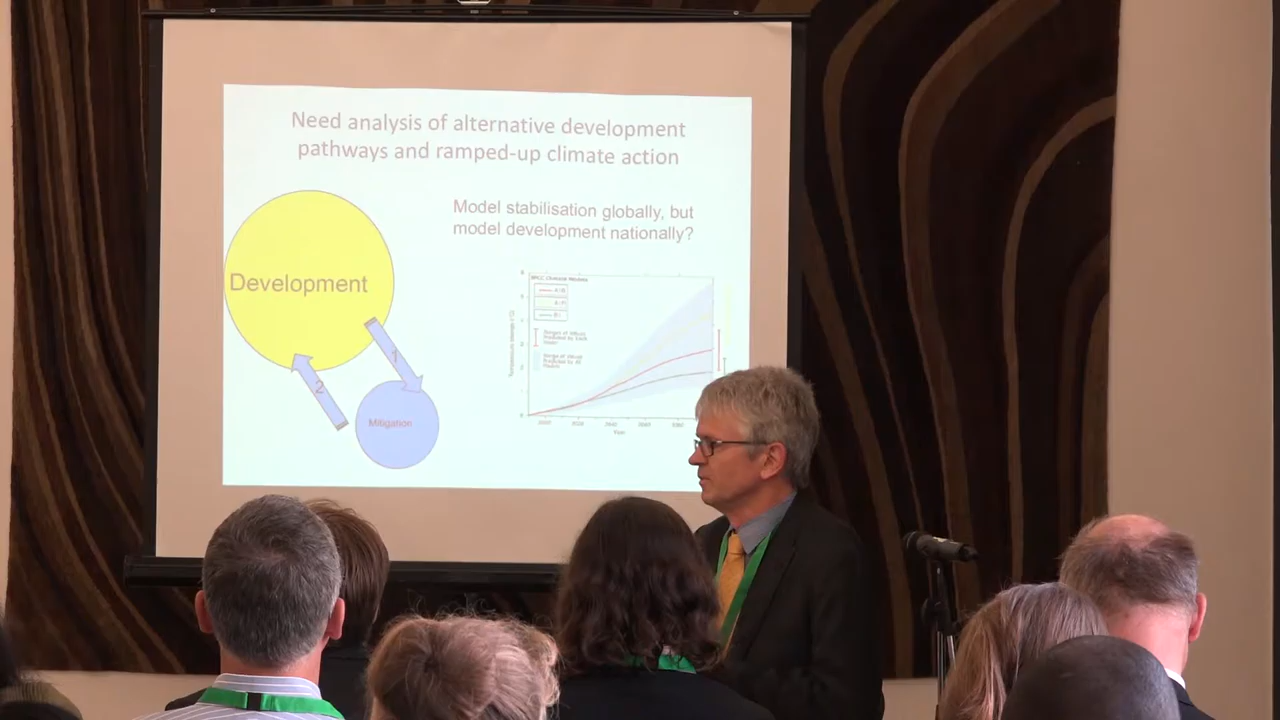 Need analysis of alternative development
pathways and ramped-up climate action
Model stabilisation globally, but
model development nationally?
Development
1
2
Mitigation
Year